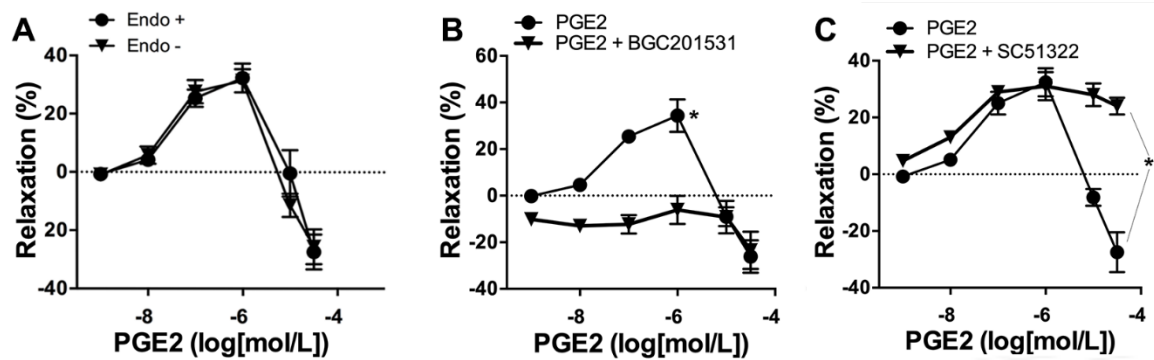 A
Endo +
Endo -
Relaxation (%)
40
20
0
20
-40
-8
-6
-4
PGE2 (log[mol/L])
B
PGE2
PGE2 + BGC201531
Relaxation (%)
60
40
20
0
-20
-40
-8
-6
-4
*
PGE2 (log[mol/L])
C
PGE2
PGE2 + SC51322
Relaxation (%)
40
20
0
-20
-40
-8
-6
-4
*
PGE2 (log[mol/L])